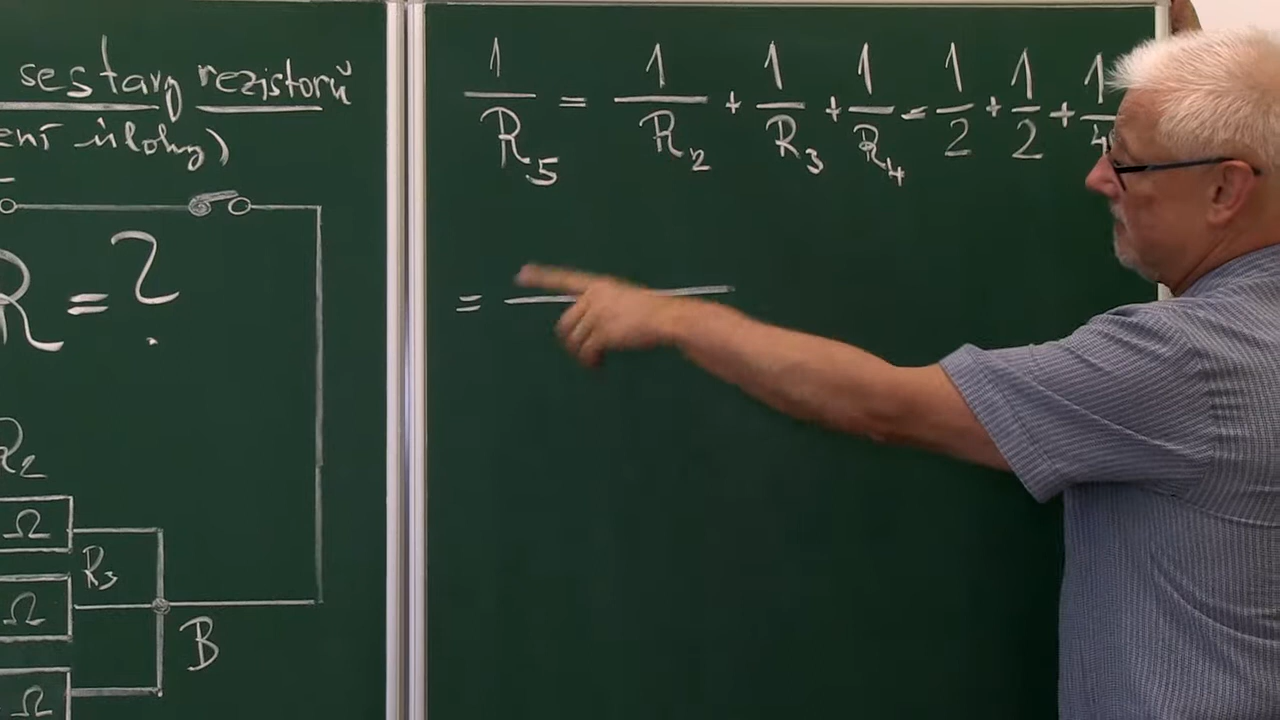 sestavy rezistorů
ení úlohy)
R = ?
R2
Ω
R3
Ω
B
Ω
1/R5 = 1/R2 + 1/R3 + 1/R4 = 1/2 + 1/2 + 1/4
=